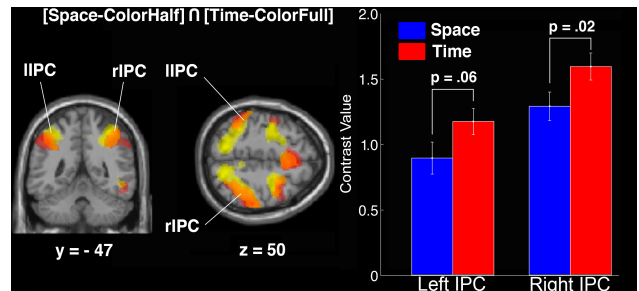 [Space-ColorHalf] ∩ [Time-ColorFull]
lIPC
rIPC
lIPC
rIPC
y = - 47
z = 50
2.0
1.5
1.0
0.5
0
Contrast Value
Space
Time
p = .06
p = .02
Left IPC
Right IPC